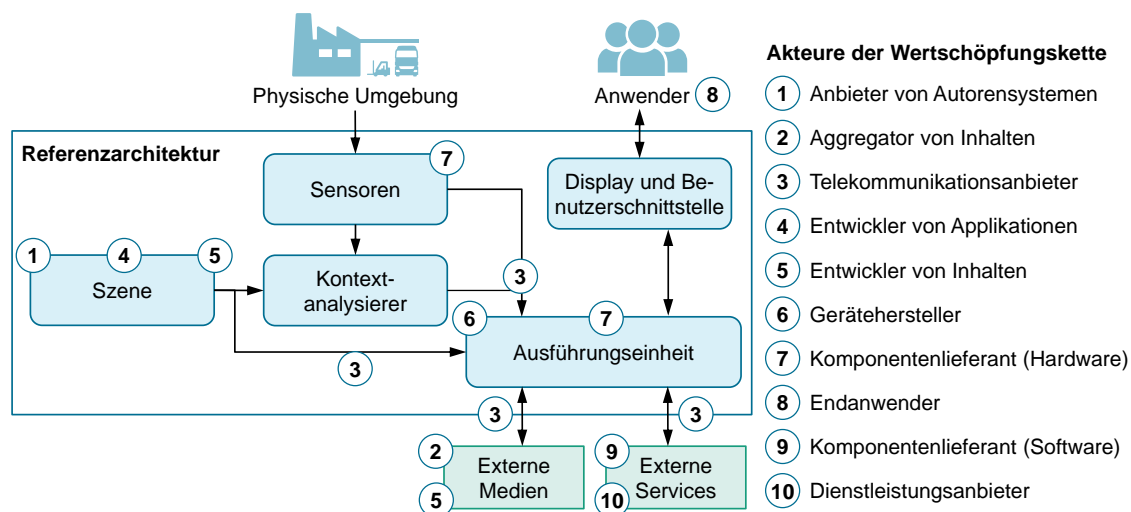 Physische Umgebung
Anwender 8
Referenzarchitektur
7
Sensoren
Display und Be-
nutzerschnittstelle
1 4 5
Szene
Kontext-
analysierer
3
6 7
Ausführungseinheit
3
3 3
2
5
Externe
Medien
9
10
Externe
Services
Akteure der Wertschöpfungskette
1 Anbieter von Autorensystemen
2 Aggregator von Inhalten
3 Telekommunikationsanbieter
4 Entwickler von Applikationen
5 Entwickler von Inhalten
6 Gerätehersteller
7 Komponentenlieferant (Hardware)
8 Endanwender
9 Komponentenlieferant (Software)
10 Dienstleistungsanbieter